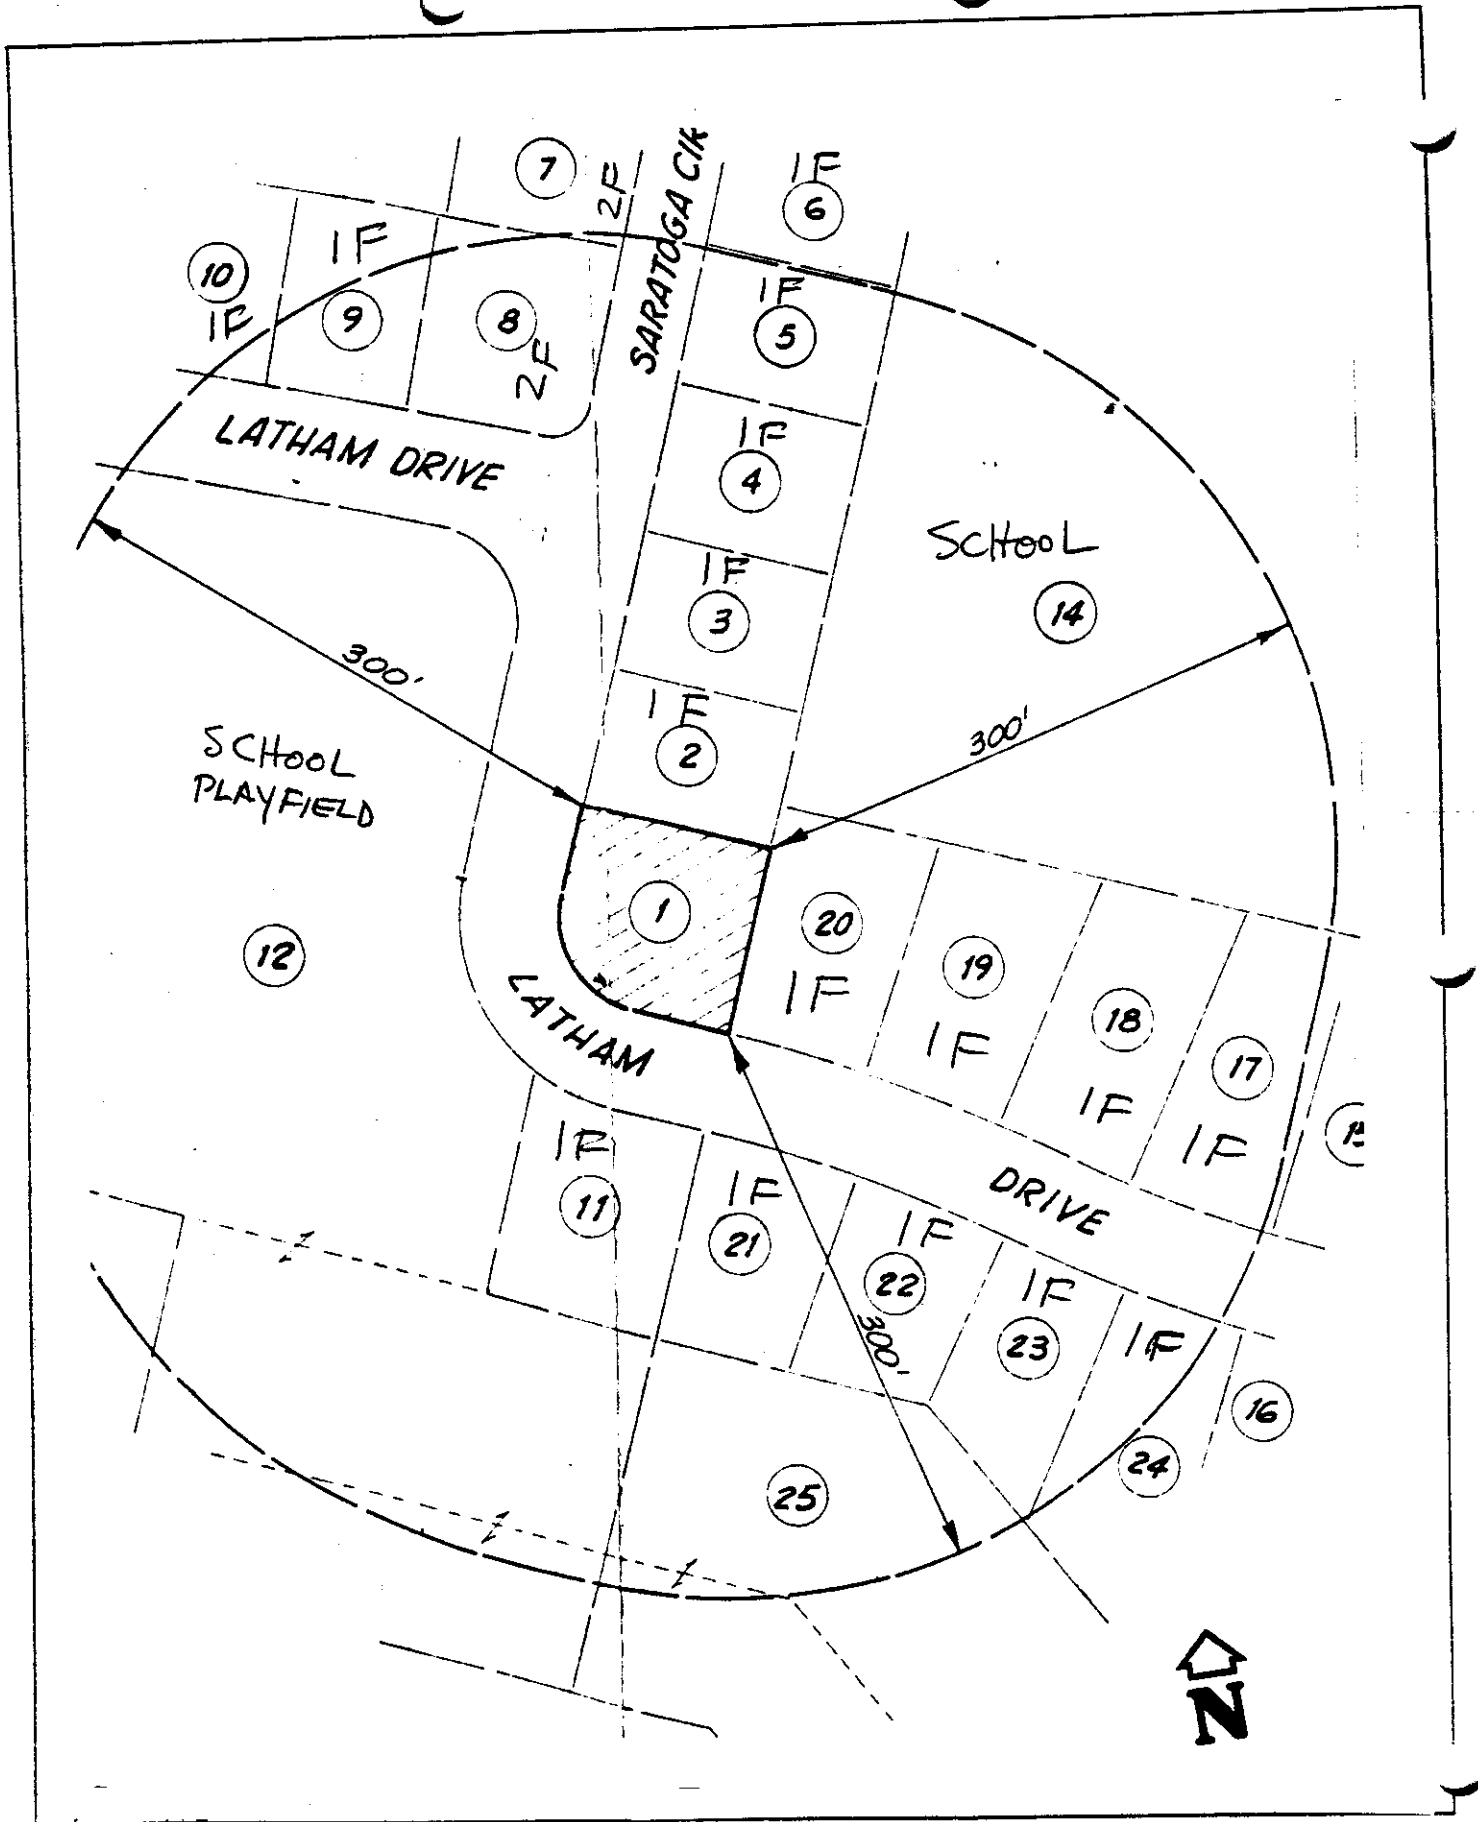 7
2F
SARATOGA CIR
1F
6
10
1F
1F
9
8
2F
1F
5
LATHAM DRIVE
1F
4
SCHOOL
14
1F
3
300'
1F
2
300'
SCHOOL
PLAYFIELD
1
12
20
1F
19
1F
18
1F
17
1F
LATHAM
DRIVE
1F
11
1F
21
1F
22
1F
23
1F
300'
24
16
25
N